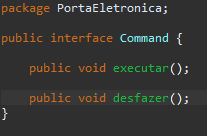 package PortaEletronica;
public interface Command {
public void executar();
public void desfazer();
}